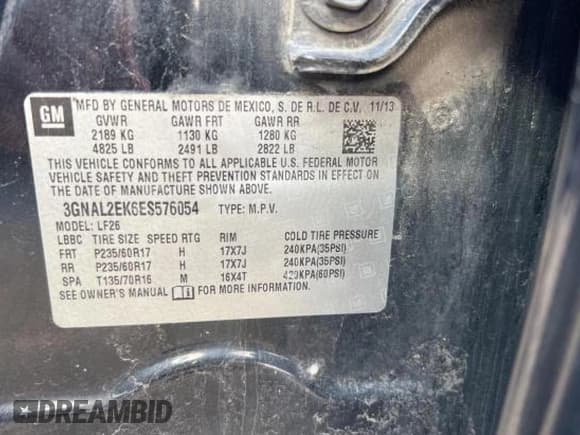 GM
MFD BY GENERAL MOTORS DE MEXICO, S. DE R.L. DE C.V. 11/13
GVWR GAWR FRT GAWR RR
2189 KG 1130 KG 1280 KG
4825 LB 2491 LB 2822 LB
THIS VEHICLE CONFORMS TO ALL APPLICABLE U.S. FEDERAL MOTOR
VEHICLE SAFETY AND THEFT PREVENTION STANDARDS IN EFFECT ON THE
DATE OF MANUFACTURE SHOWN ABOVE.
3GNAL2EK6ES576054 TYPE: M.P.V.
MODEL: LF26
LBBC TIRE SIZE SPEED RTG RIM COLD TIRE PRESSURE
FRT P235/60R17 H 17X7J 240KPA(35PSI)
RR P235/60R17 H 17X7J 240KPA(35PSI)
SPA T135/70R16 M 16X4T 420KPA(60PSI)
SEE OWNER'S MANUAL FOR MORE INFORMATION
DREAMBID